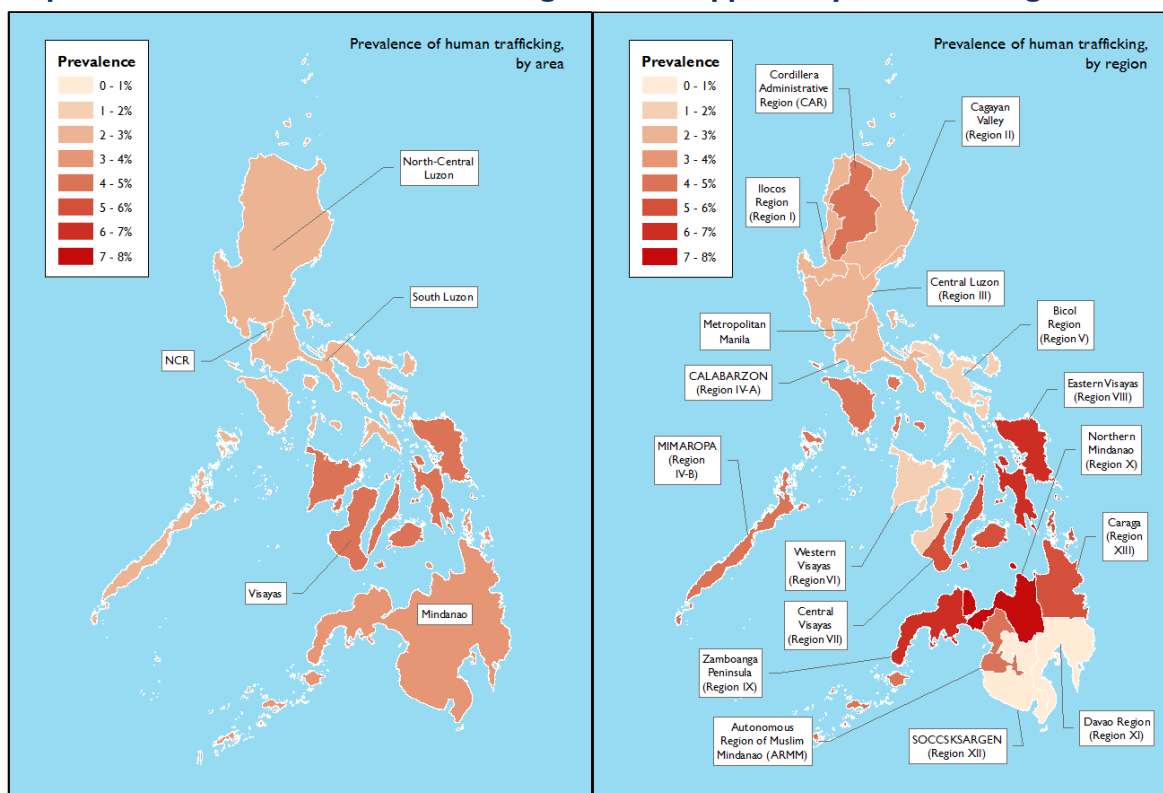 Prevalence of human trafficking,
by area
Prevalence
0 - 1%
1 - 2%
2 - 3%
3 - 4%
4 - 5%
5 - 6%
6 - 7%
7 - 8%
North-Central
Luzon
South Luzon
NCR
Visayas
Mindanao
Prevalence of human trafficking,
by region
Prevalence
0 - 1%
1 - 2%
2 - 3%
3 - 4%
4 - 5%
5 - 6%
6 - 7%
7 - 8%
Cordillera
Administrative
Region (CAR)
Cagayan
Valley
(Region II)
Ilocos
Region
(Region I)
Central Luzon
(Region III)
Metropolitan
Manila
Bicol
Region
(Region V)
CALABARZON
(Region IV-A)
Eastern Visayas
(Region VIII)
MIMAROPA
(Region
IV-B)
Northern
Mindanao
(Region X)
Caraga
(Region
XIII)
Western
Visayas
(Region VI)
Central
Visayas
(Region VII)
Zamboanga
Peninsula
(Region IX)
Autonomous
Region of Muslim
Mindanao (ARMM)
SOCCSKSARGEN
(Region XII)
Davao Region
(Region XI)